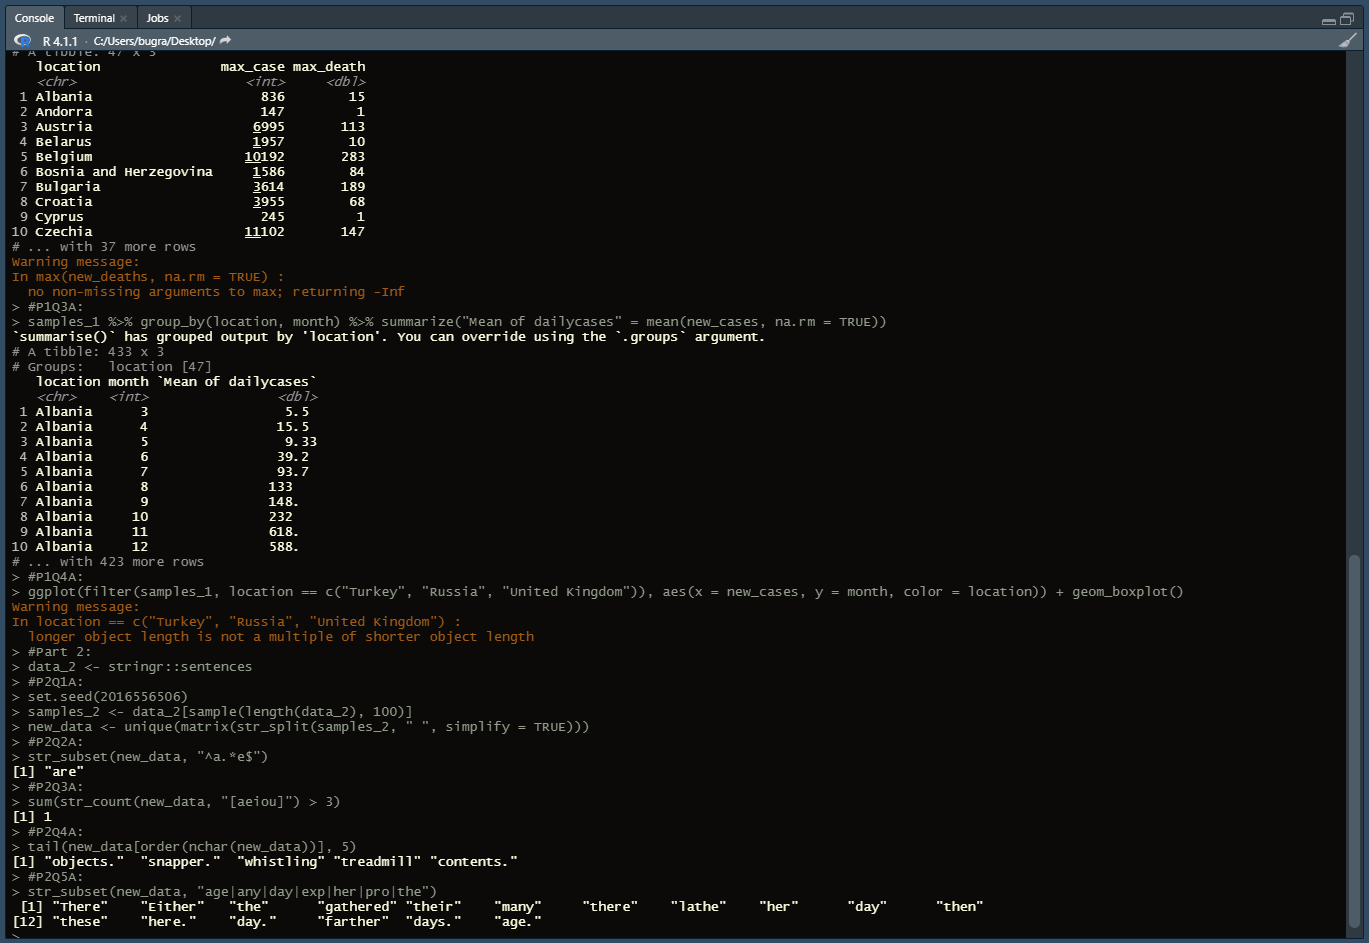 Console Terminal Jobs
R 4.1.1 · C:/Users/bugra/Desktop/
# A tibble: 47 x 3
   location               max_case max_death
   <chr>                     <int>     <dbl>
 1 Albania                     836        15
 2 Andorra                     147         1
 3 Austria                    6995       113
 4 Belarus                    1957        10
 5 Belgium                   10192       283
 6 Bosnia and Herzegovina     1586        84
 7 Bulgaria                   3614       189
 8 Croatia                    3955        68
 9 Cyprus                      245         1
10 Czechia                   11102       147
# ... with 37 more rows
Warning message:
In max(new_deaths, na.rm = TRUE) :
  no non-missing arguments to max; returning -Inf
> #P1Q3A:
> samples_1 %>% group_by(location, month) %>% summarize("Mean of dailycases" = mean(new_cases, na.rm = TRUE))
`summarise()` has grouped output by 'location'. You can override using the `.groups` argument.
# A tibble: 433 x 3
# Groups:   location [47]
   location month `Mean of dailycases`
   <chr>    <int>                <dbl>
 1 Albania      3                 5.5
 2 Albania      4                15.5
 3 Albania      5                 9.33
 4 Albania      6                39.2
 5 Albania      7                93.7
 6 Albania      8               133
 7 Albania      9               148.
 8 Albania     10               232
 9 Albania     11               618.
10 Albania     12               588.
# ... with 423 more rows
> #P1Q4A:
> ggplot(filter(samples_1, location == c("Turkey", "Russia", "United Kingdom")), aes(x = new_cases, y = month, color = location)) + geom_boxplot()
Warning message:
In location == c("Turkey", "Russia", "United Kingdom") :
  longer object length is not a multiple of shorter object length
> #Part 2:
> data_2 <- stringr::sentences
> #P2Q1A:
> set.seed(2016556506)
> samples_2 <- data_2[sample(length(data_2), 100)]
> new_data <- unique(matrix(str_split(samples_2, " ", simplify = TRUE)))
> #P2Q2A:
> str_subset(new_data, "^a.*e$")
[1] "are"
> #P2Q3A:
> sum(str_count(new_data, "[aeiou]") > 3)
[1] 1
> #P2Q4A:
> tail(new_data[order(nchar(new_data))], 5)
[1] "objects."  "snapper."  "whistling" "treadmill" "contents."
> #P2Q5A:
> str_subset(new_data, "age|any|day|exp|her|pro|the")
 [1] "There"    "Either"   "the"      "gathered" "their"    "many"     "there"    "lathe"    "her"      "day"      "then"
[12] "these"    "here."    "day."     "farther"  "days."    "age."
>